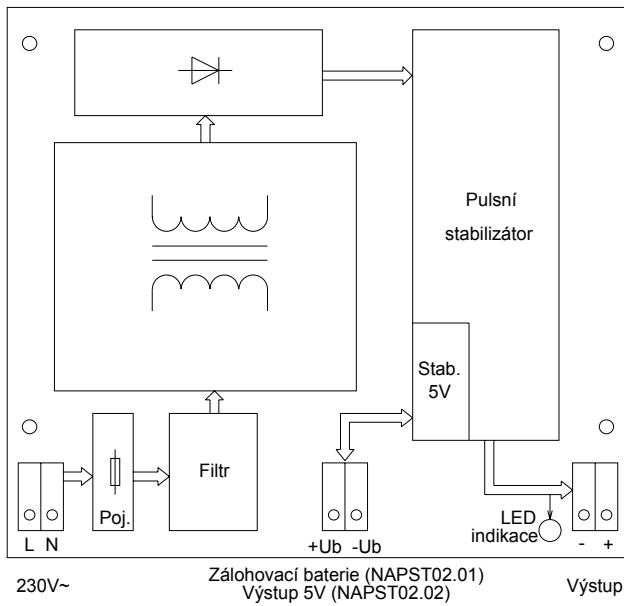 Pulsní
stabilizátor
Stab.
5V
Filtr
Poj.
L N
+Ub -Ub
LED
indikace
- +
230V~
Zálohovací baterie (NAPST02.01)
Výstup 5V (NAPST02.02)
Výstup